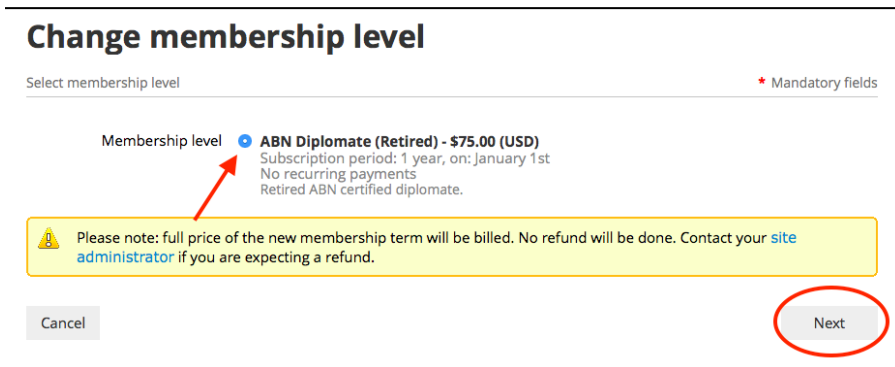 Change membership level
Select membership level * Mandatory fields
Membership level ABN Diplomate (Retired) - $75.00 (USD)
Subscription period: 1 year, on: January 1st
No recurring payments
Retired ABN certified diplomate.
Please note: full price of the new membership term will be billed. No refund will be done. Contact your site
administrator if you are expecting a refund.
Cancel Next